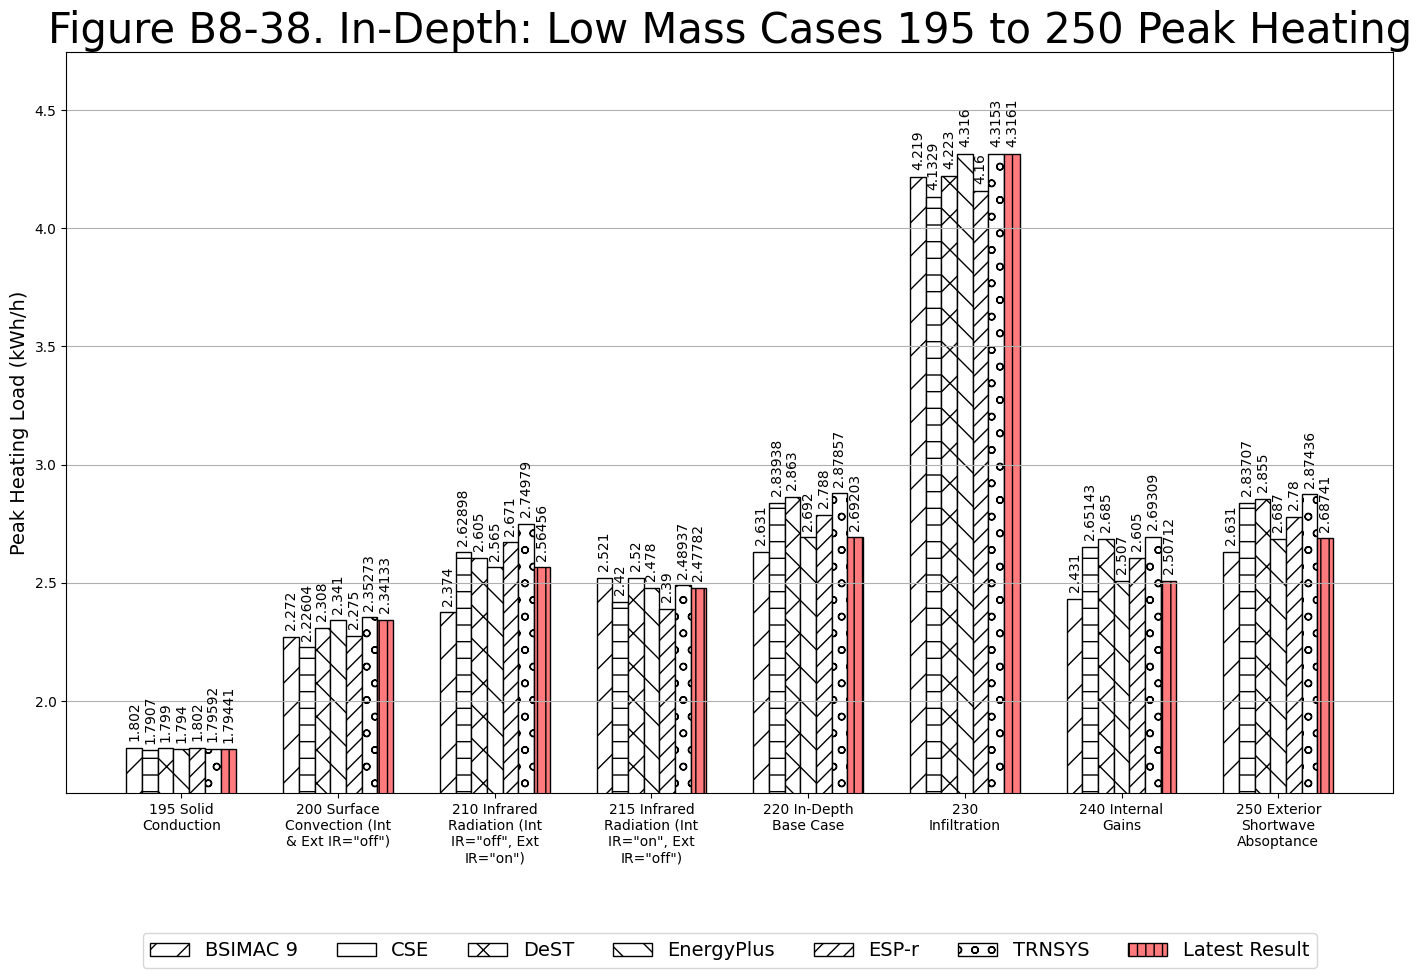 Figure B8-38. In-Depth: Low Mass Cases 195 to 250 Peak Heating
Peak Heating Load (kWh/h)
4.5
4.0
3.5
3.0
2.5
2.0
1.802
1.7907
1.799
1.794
1.802
1.79592
1.79441
2.272
2.22604
2.308
2.341
2.275
2.35273
2.34133
2.374
2.62898
2.605
2.565
2.671
2.74979
2.56456
2.521
2.42
2.52
2.478
2.39
2.48937
2.47782
2.631
2.83938
2.863
2.692
2.788
2.87857
2.69203
4.219
4.1329
4.223
4.316
4.16
4.3153
4.3161
2.431
2.65143
2.685
2.507
2.605
2.69309
2.50712
2.631
2.83707
2.855
2.687
2.78
2.87436
2.68741
195 Solid
Conduction
200 Surface
Convection (Int
& Ext IR="off")
210 Infrared
Radiation (Int
IR="off", Ext
IR="on")
215 Infrared
Radiation (Int
IR="on", Ext
IR="off")
220 In-Depth
Base Case
230
Infiltration
240 Internal
Gains
250 Exterior
Shortwave
Absoptance
BSIMAC 9
CSE
DeST
EnergyPlus
ESP-r
TRNSYS
Latest Result